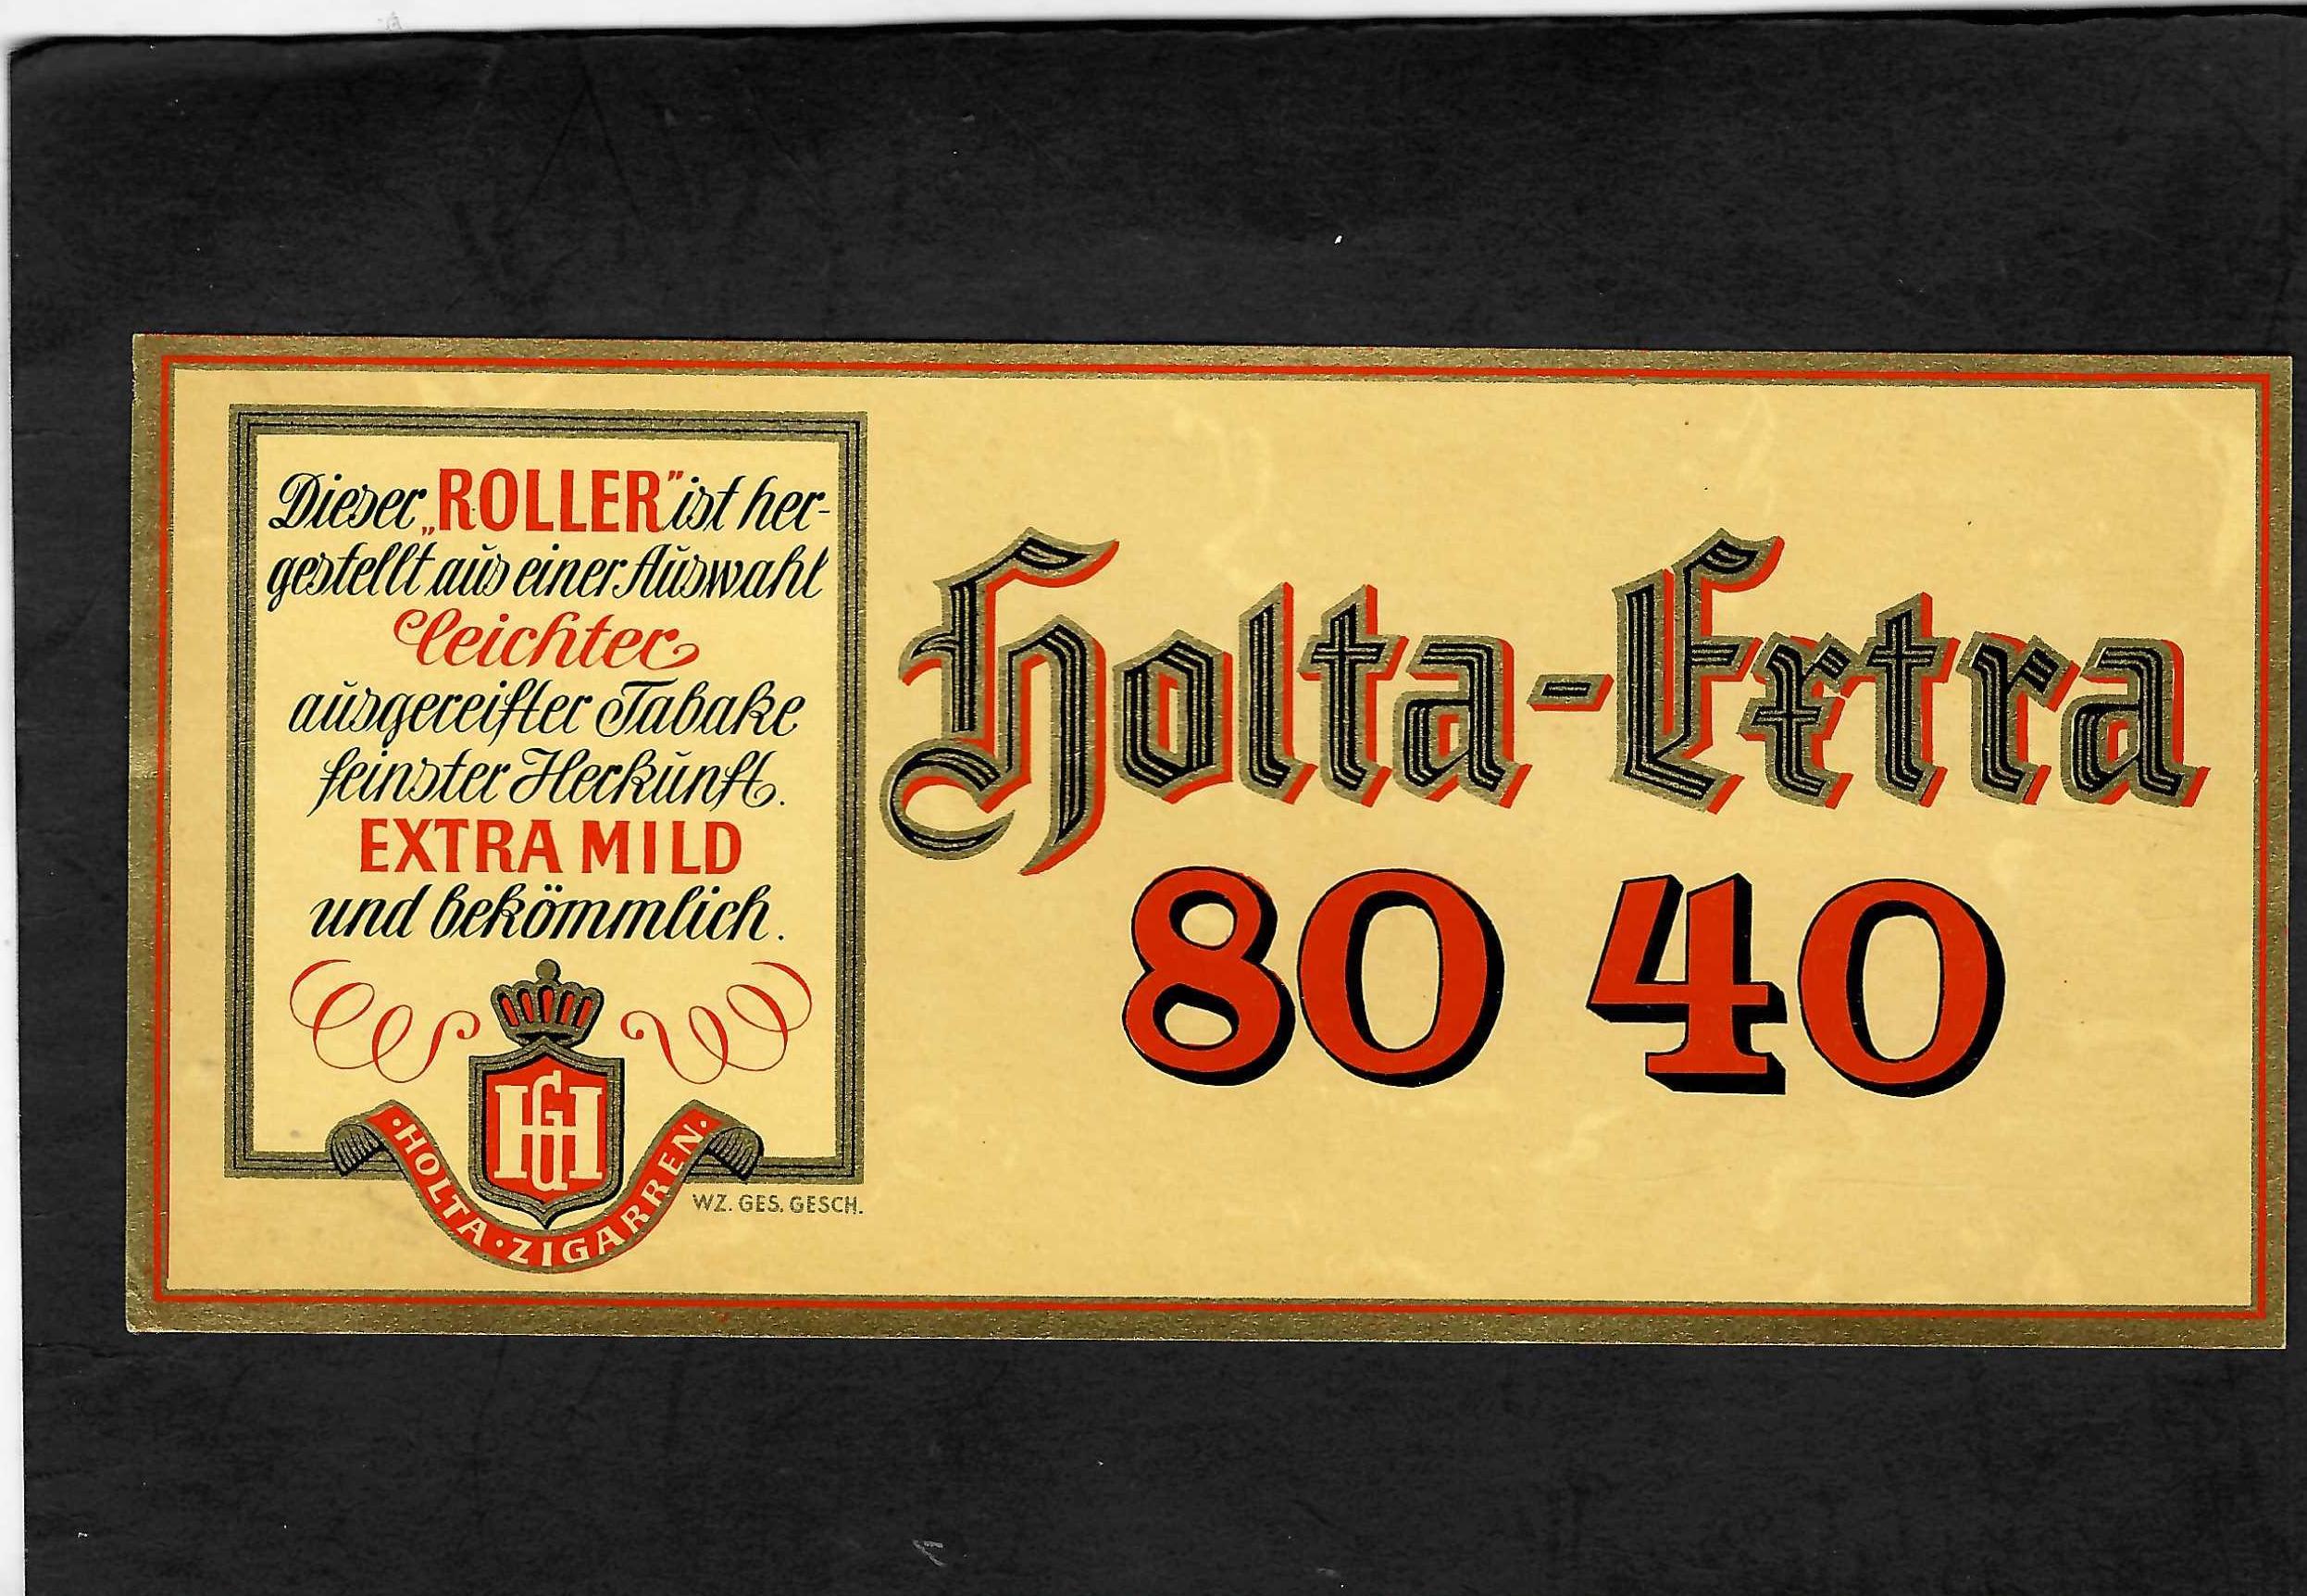 Dieser „ROLLER" ist her-
gestellt aus einer Auswahl
leichter
ausgereifter Tabake
feinster Herkunft.
EXTRA MILD
und bekömmlich.
HGH
·HOLTA·ZIGARREN·
WZ. GES. GESCH.
Holta-Extra
80 40